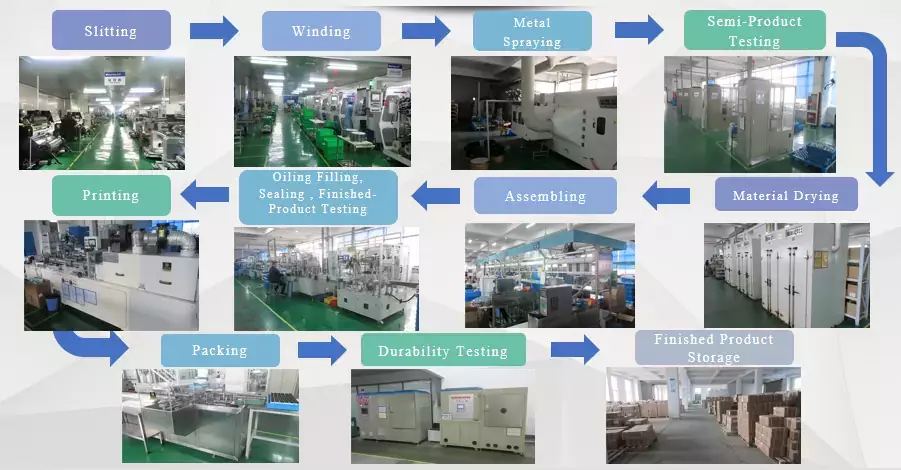 Slitting
Winding
Metal
Spraying
Semi-Product
Testing
Material Drying
Assembling
Oiling Filling,
Sealing , Finished-
Product Testing
Printing
Packing
Durability Testing
Finished Product
Storage